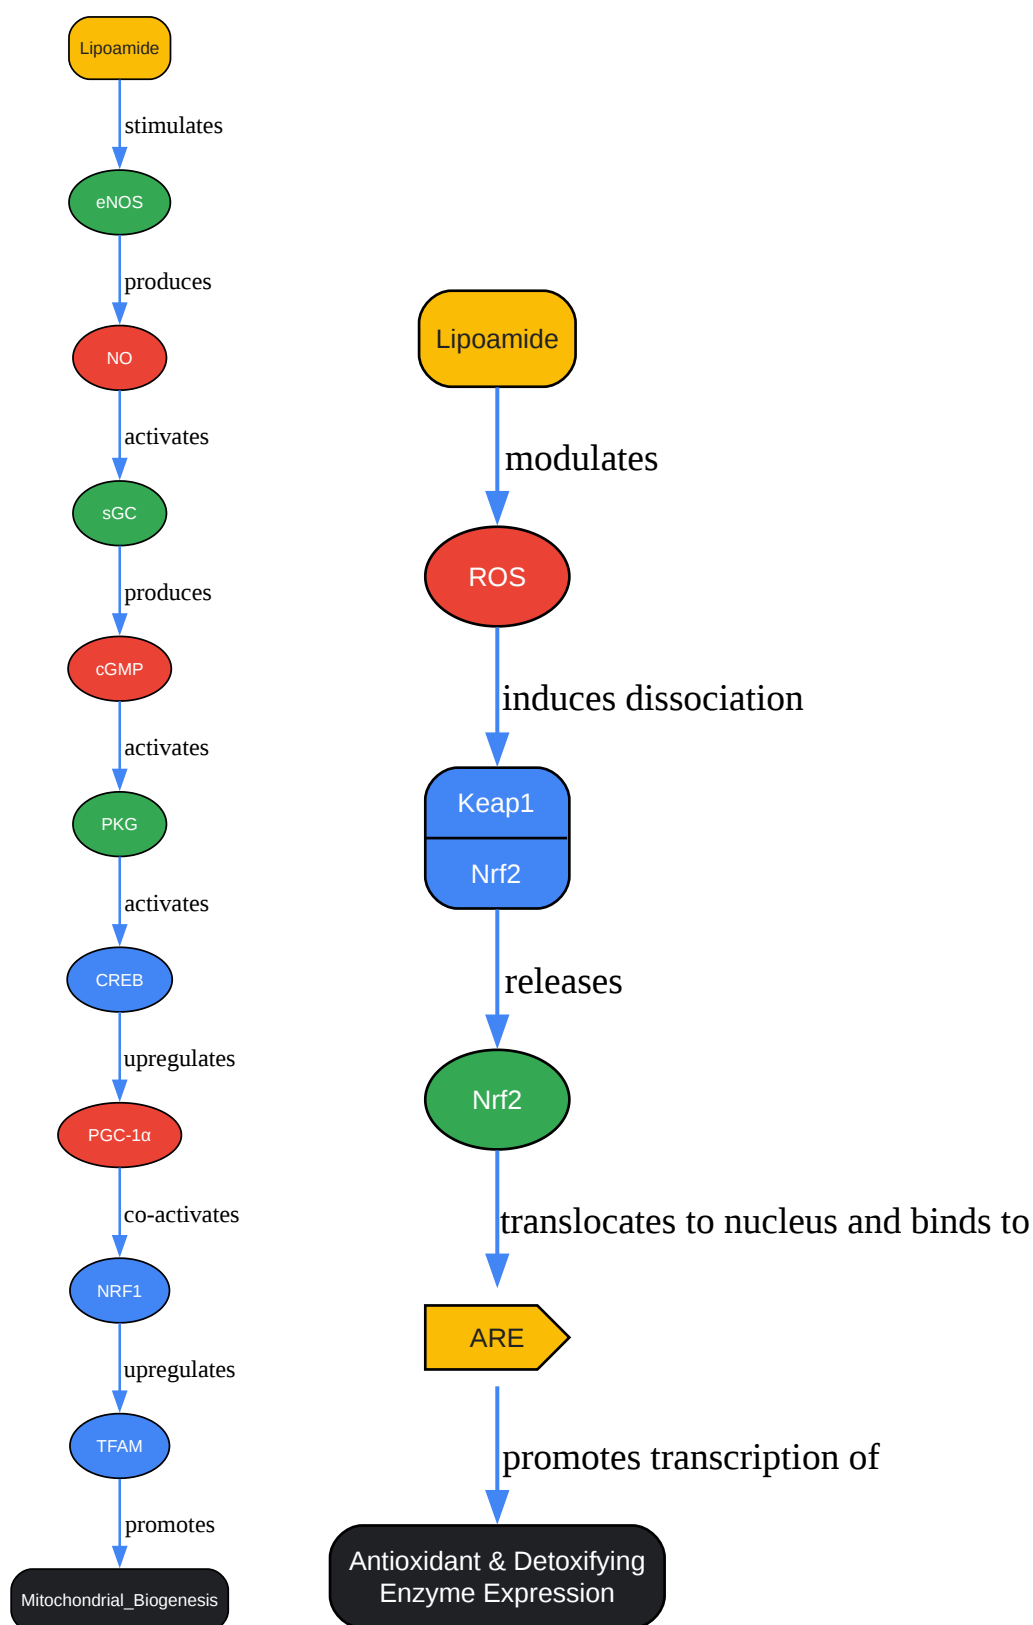 Lipoamide
stimulates
eNOS
produces
NO
activates
sGC
produces
cGMP
activates
PKG
activates
CREB
upregulates
PGC-1α
co-activates
NRF1
upregulates
TFAM
promotes
Mitochondrial_Biogenesis
Lipoamide
modulates
ROS
induces dissociation
Keap1
Nrf2
releases
Nrf2
translocates to nucleus and binds to
ARE
promotes transcription of
Antioxidant & Detoxifying
Enzyme Expression